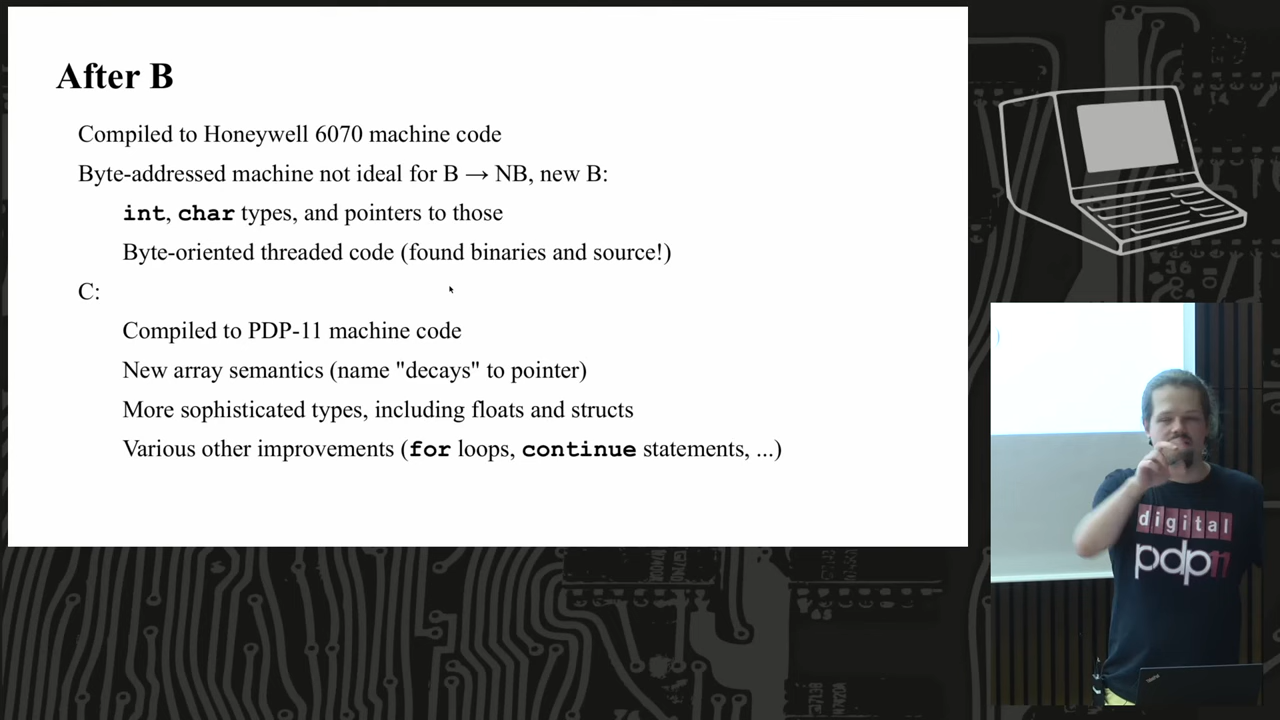 After B
Compiled to Honeywell 6070 machine code
Byte-addressed machine not ideal for B → NB, new B:
int, char types, and pointers to those
Byte-oriented threaded code (found binaries and source!)
C:
Compiled to PDP-11 machine code
New array semantics (name "decays" to pointer)
More sophisticated types, including floats and structs
Various other improvements (for loops, continue statements, ...)
digital
pdp11